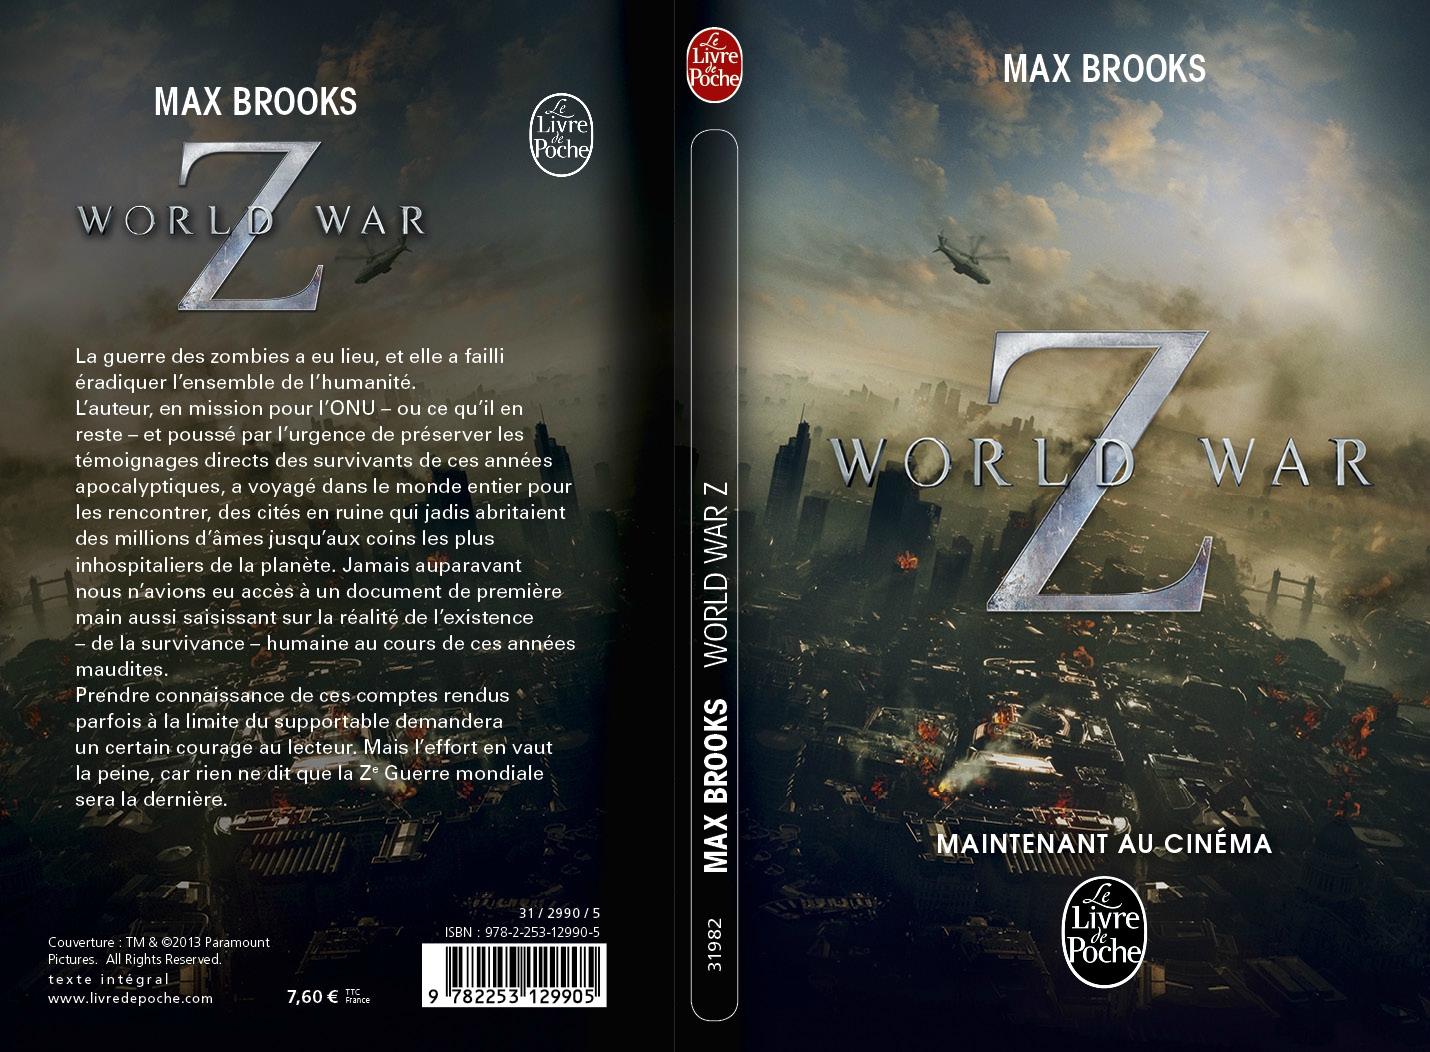 MAX BROOKS
Le
Livre
de
Poche
Z
WORLD WAR
La guerre des zombies a eu lieu, et elle a failli
éradiquer l’ensemble de l’humanité.
L’auteur, en mission pour l’ONU – ou ce qu’il en
reste – et poussé par l’urgence de préserver les
témoignages directs des survivants de ces années
apocalyptiques, a voyagé dans le monde entier pour
les rencontrer, des cités en ruine qui jadis abritaient
des millions d’âmes jusqu’aux coins les plus
inhospitaliers de la planète. Jamais auparavant
nous n’avions eu accès à un document de première
main aussi saisissant sur la réalité de l’existence
– de la survivance – humaine au cours de ces années
maudites.
Prendre connaissance de ces comptes rendus
parfois à la limite du supportable demandera
un certain courage au lecteur. Mais l’effort en vaut
la peine, car rien ne dit que la Zᵉ Guerre mondiale
sera la dernière.
Couverture : TM & ©2013 Paramount
Pictures. All Rights Reserved.
texte intégral
www.livredepoche.com
7,60 € TTC
France
31 / 2990 / 5
ISBN : 978-2-253-12990-5
9 782253 129905
Le
Livre
de
Poche
MAX BROOKS WORLD WAR Z
31982
MAX BROOKS
Z
WORLD WAR
MAINTENANT AU CINÉMA
Le
Livre
de
Poche